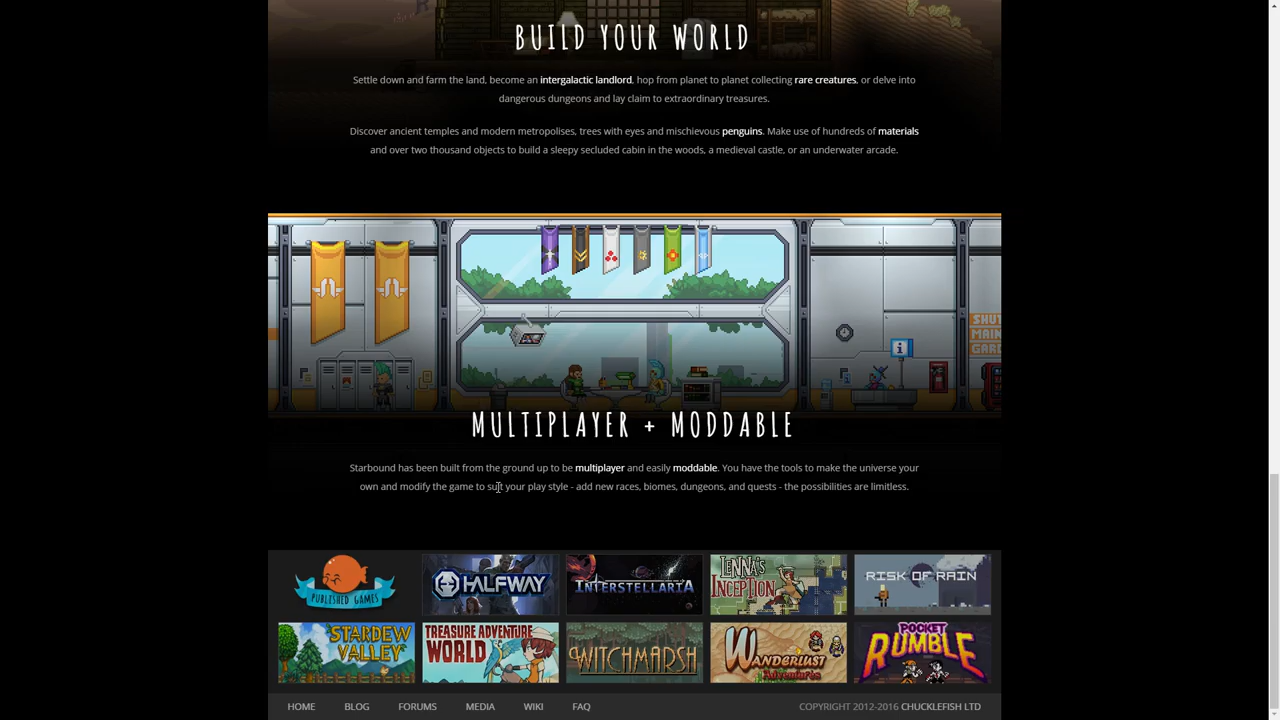 BUILD YOUR WORLD
Settle down and farm the land, become an intergalactic landlord, hop from planet to planet collecting rare creatures, or delve into
dangerous dungeons and lay claim to extraordinary treasures.
Discover ancient temples and modern metropolises, trees with eyes and mischievous penguins. Make use of hundreds of materials
and over two thousand objects to build a sleepy secluded cabin in the woods, a medieval castle, or an underwater arcade.
SHUT
MAIN
GARD
MULTIPLAYER + MODDABLE
Starbound has been built from the ground up to be multiplayer and easily moddable. You have the tools to make the universe your
own and modify the game to suit your play style - add new races, biomes, dungeons, and quests - the possibilities are limitless.
PUBLISHED GAMES
HALFWAY
INTERSTELLARIA
LENNA'S
INCEPTION
RISK OF RAIN
STARDEW
VALLEY
TREASURE ADVENTURE
WORLD
WITCHMARSH
WANDERLUST
Adventures
POCKET
RUMBLE
HOME BLOG FORUMS MEDIA WIKI FAQ COPYRIGHT 2012-2016 CHUCKLEFISH LTD